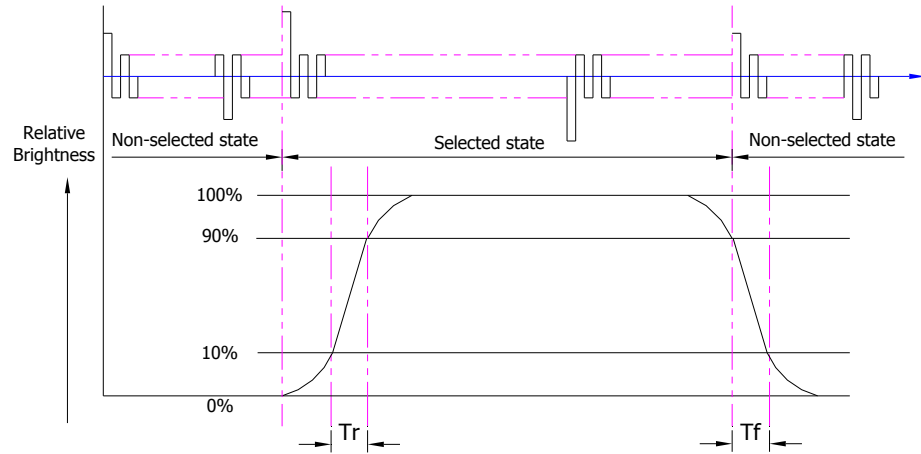 Relative
Brightness
Non-selected state
Selected state
Non-selected state
100%
90%
10%
0%
Tr
Tf